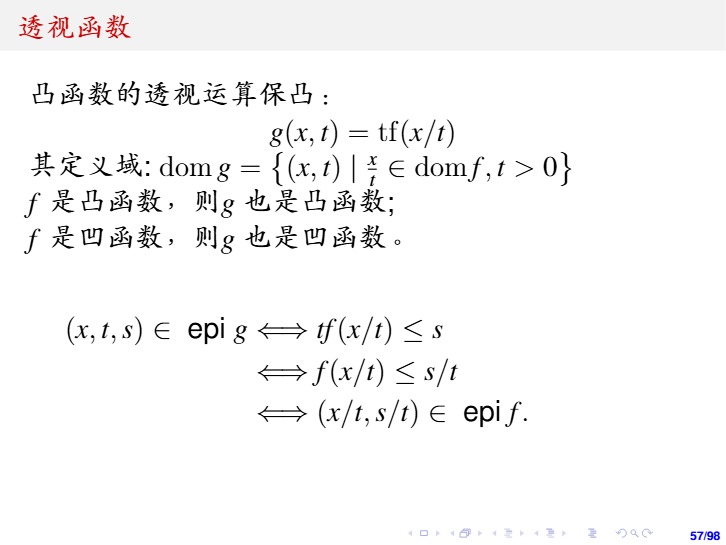 透视函数
凸函数的透视运算保凸：
g(x, t) = tf(x/t)
其定义域: dom g = {(x, t) | x/t ∈ domf, t > 0}
f 是凸函数，则g 也是凸函数;
f 是凹函数，则g 也是凹函数。
(x, t, s) ∈ epi g ⟺ tf(x/t) ≤ s
⟺ f(x/t) ≤ s/t
⟺ (x/t, s/t) ∈ epi f.
57/98